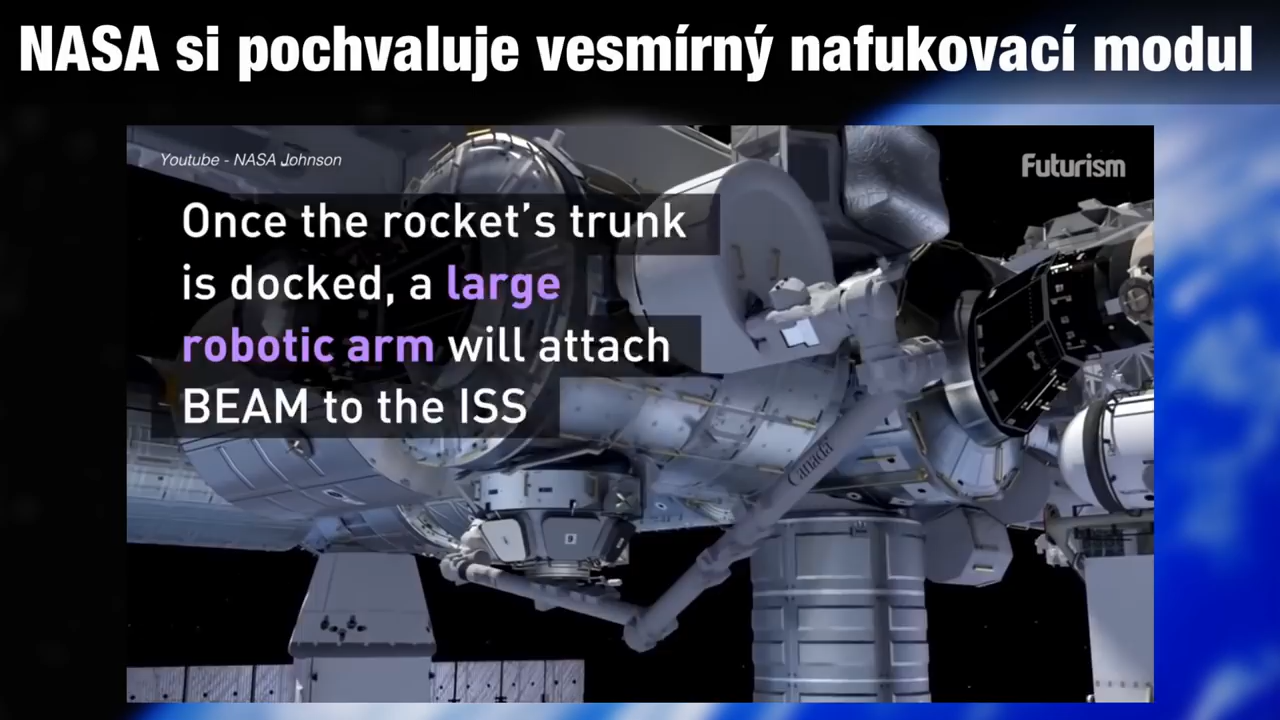 NASA si pochvaluje vesmírný nafukovací modul
Youtube - NASA Johnson
Futurism
Once the rocket’s trunk
is docked, a large
robotic arm will attach
BEAM to the ISS
Canada